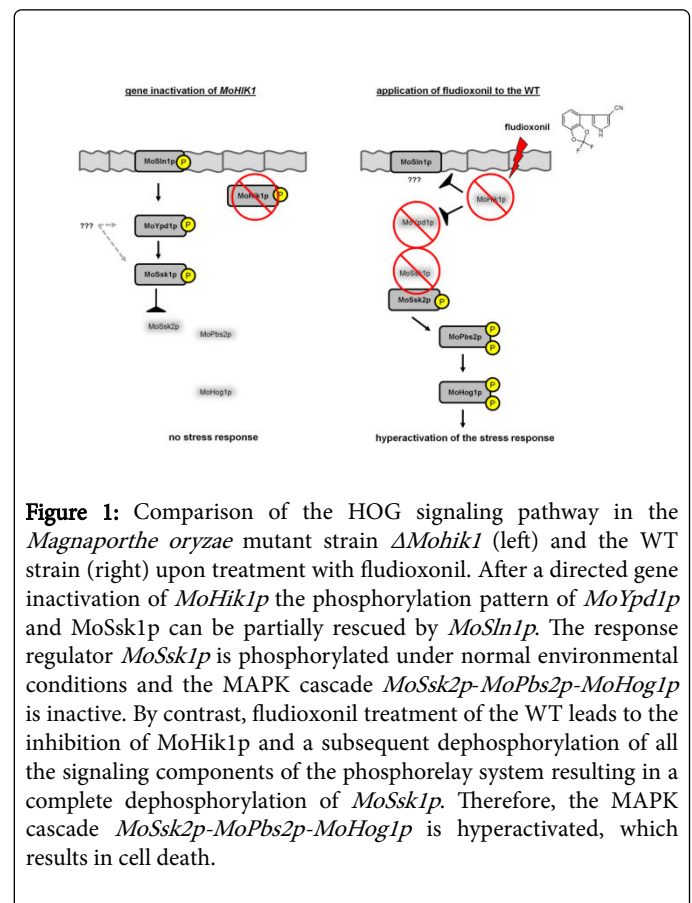 gene inactivation of MoHIK1
application of fludioxonil to the WT
CN
N
H
O
O
F
F
fludioxonil
MoSln1p
P
MoHik1p
P
???
MoYpd1p
P
MoSsk1p
P
MoSsk2p
MoPbs2p
MoHog1p
no stress response
MoSln1p
???
MoHik1p
MoYpd1p
MoSsk1p
MoSsk2p
P
MoPbs2p
P
P
MoHog1p
P
P
hyperactivation of the stress response
Figure 1: Comparison of the HOG signaling pathway in the
Magnaporthe oryzae mutant strain ΔMohik1 (left) and the WT
strain (right) upon treatment with fludioxonil. After a directed gene
inactivation of MoHik1p the phosphorylation pattern of MoYpd1p
and MoSsk1p can be partially rescued by MoSln1p. The response
regulator MoSsk1p is phosphorylated under normal environmental
conditions and the MAPK cascade MoSsk2p-MoPbs2p-MoHog1p
is inactive. By contrast, fludioxonil treatment of the WT leads to the
inhibition of MoHik1p and a subsequent dephosphorylation of all
the signaling components of the phosphorelay system resulting in a
complete dephosphorylation of MoSsk1p. Therefore, the MAPK
cascade MoSsk2p-MoPbs2p-MoHog1p is hyperactivated, which
results in cell death.